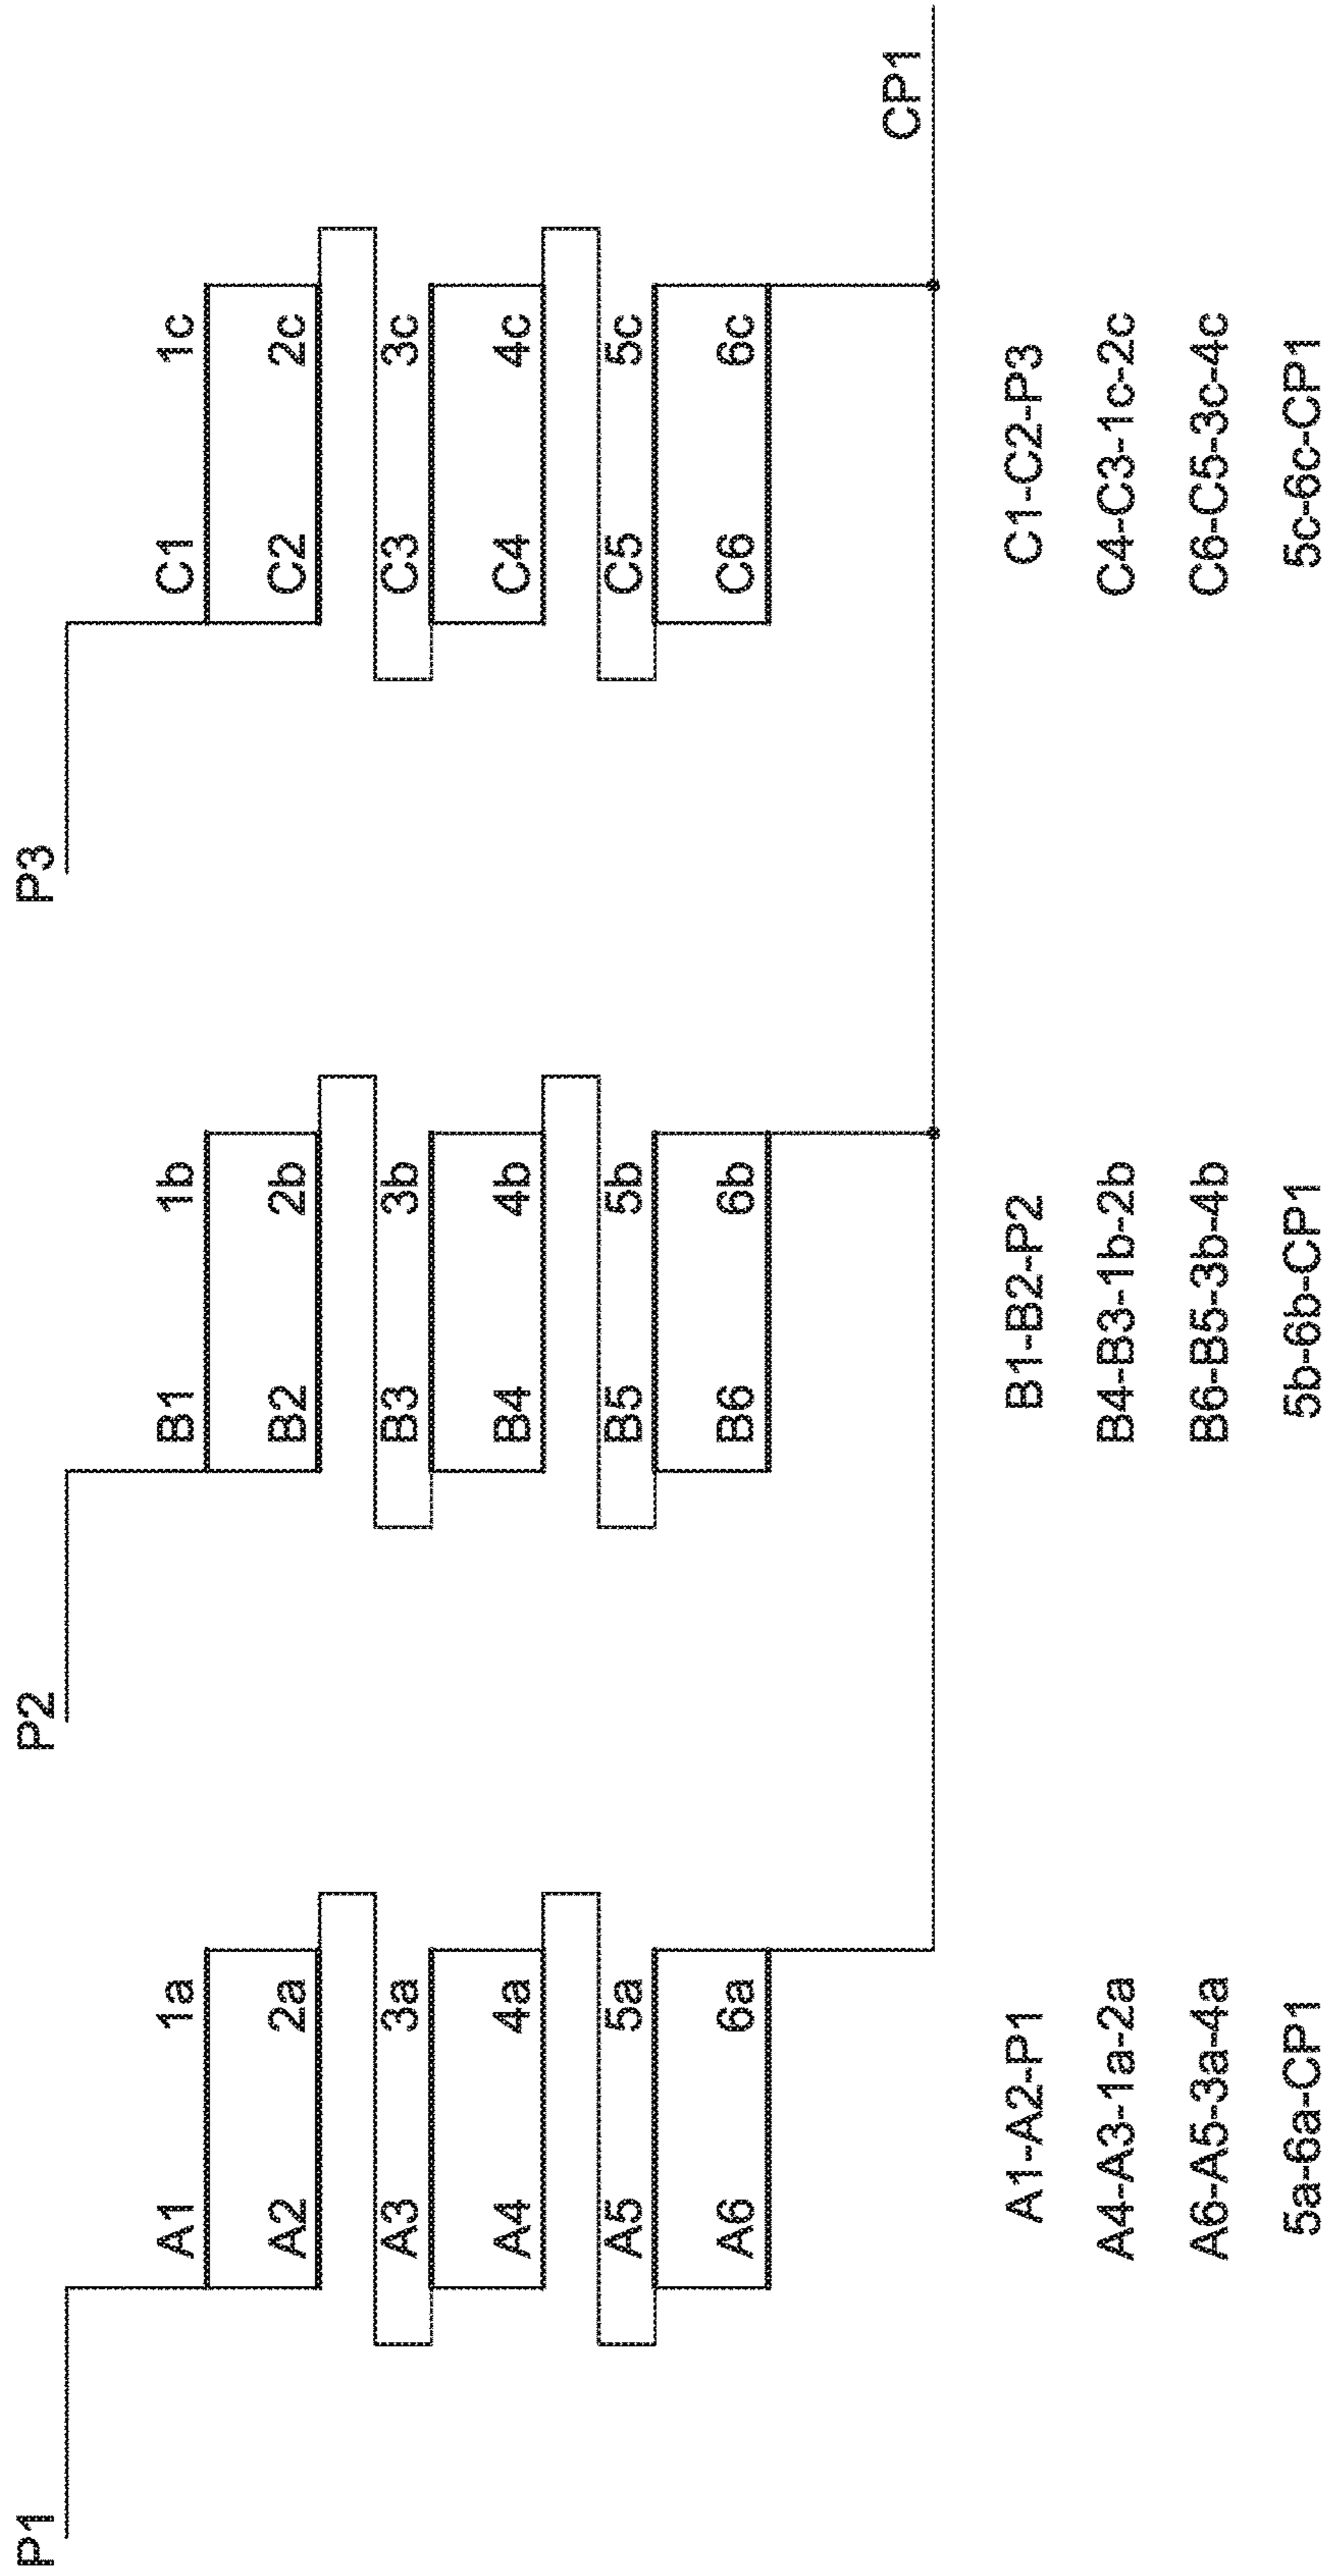 P1 P2 P3
A1 1a B1 1b C1 1c
A2 2a B2 2b C2 2c
A3 3a B3 3b C3 3c
A4 4a B4 4b C4 4c
A5 5a B5 5b C5 5c
A6 6a B6 6b C6 6c
CP1
A1-A2-P1 B1-B2-P2 C1-C2-P3
A4-A3-1a-2a B4-B3-1b-2b C4-C3-1c-2c
A6-A5-3a-4a B6-B5-3b-4b C6-C5-3c-4c
5a-6a-CP1 5b-6b-CP1 5c-6c-CP1